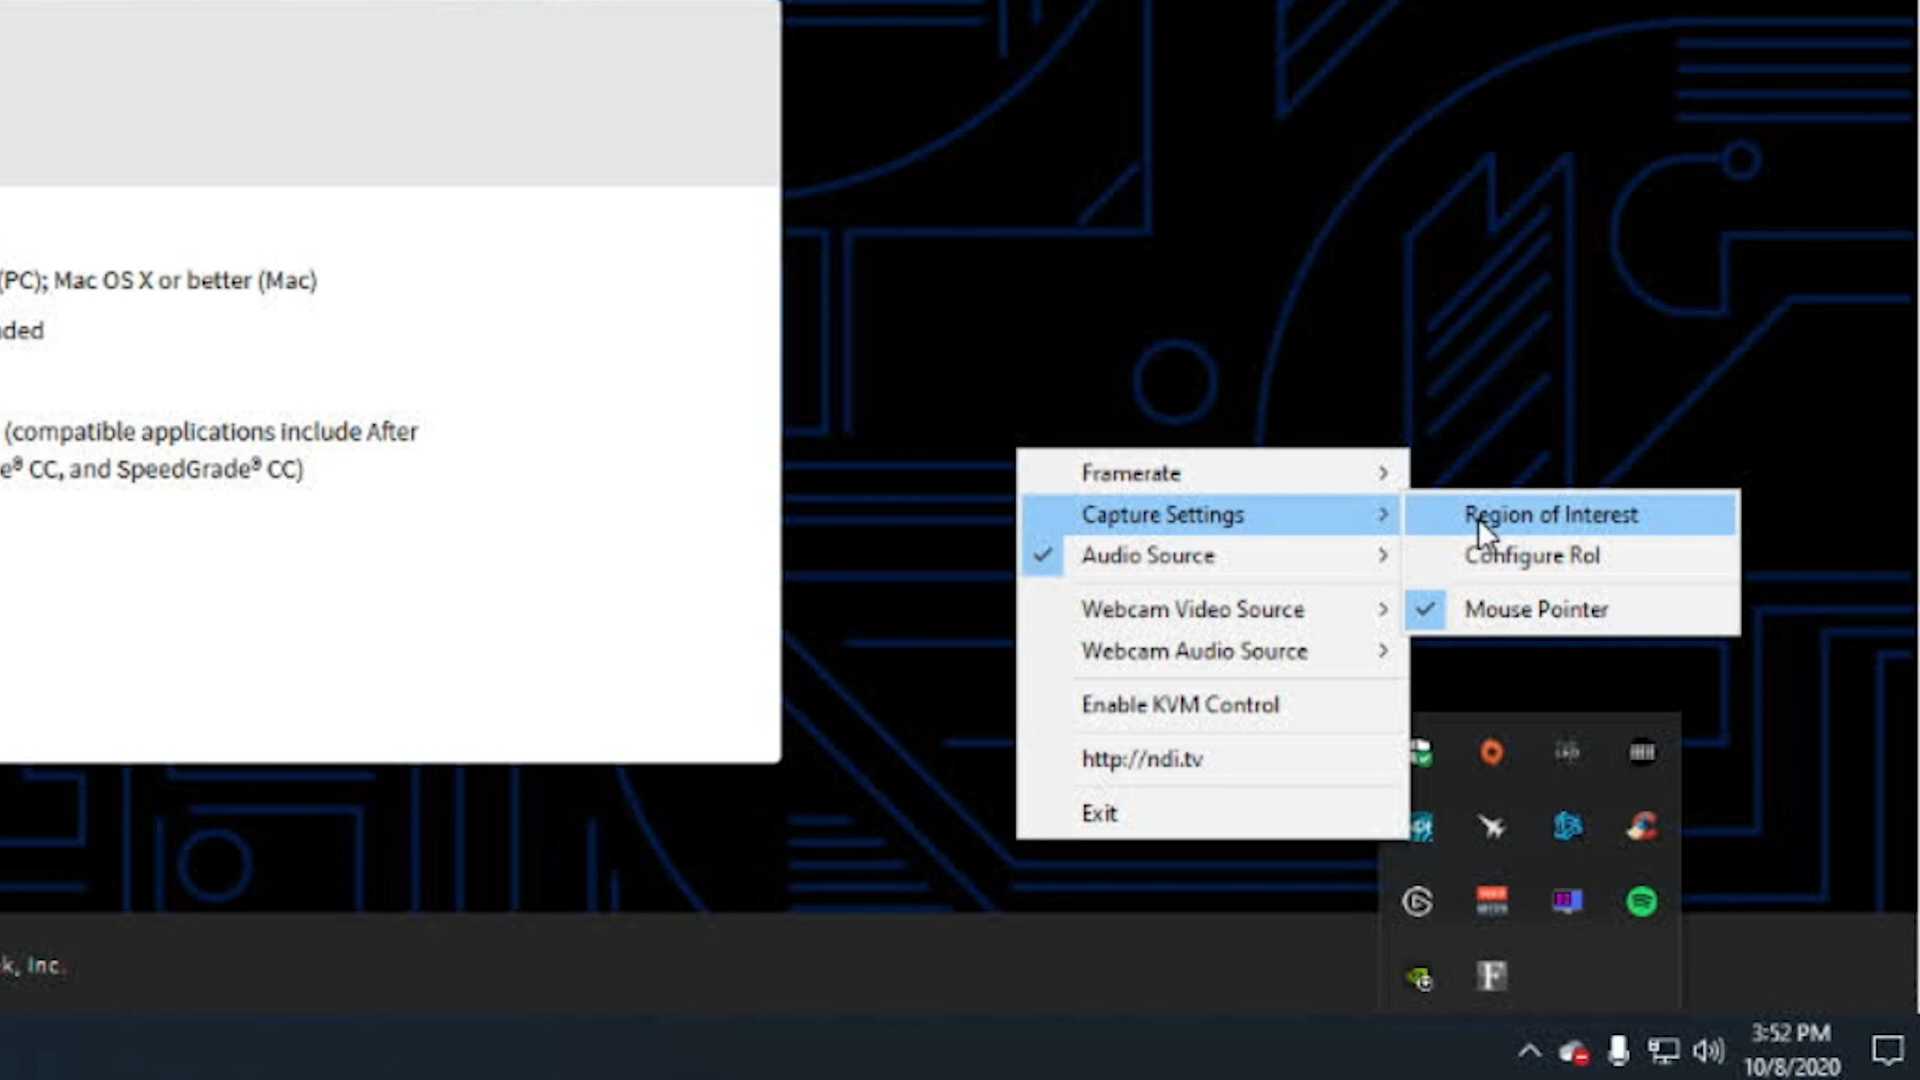 (PC); Mac OS X or better (Mac)
ded
(compatible applications include After
e® CC, and SpeedGrade® CC)
Framerate
Capture Settings
Audio Source
Webcam Video Source
Webcam Audio Source
Enable KVM Control
http://ndi.tv
Exit
Region of Interest
Configure RoI
Mouse Pointer
k, Inc.
3:52 PM
10/8/2020